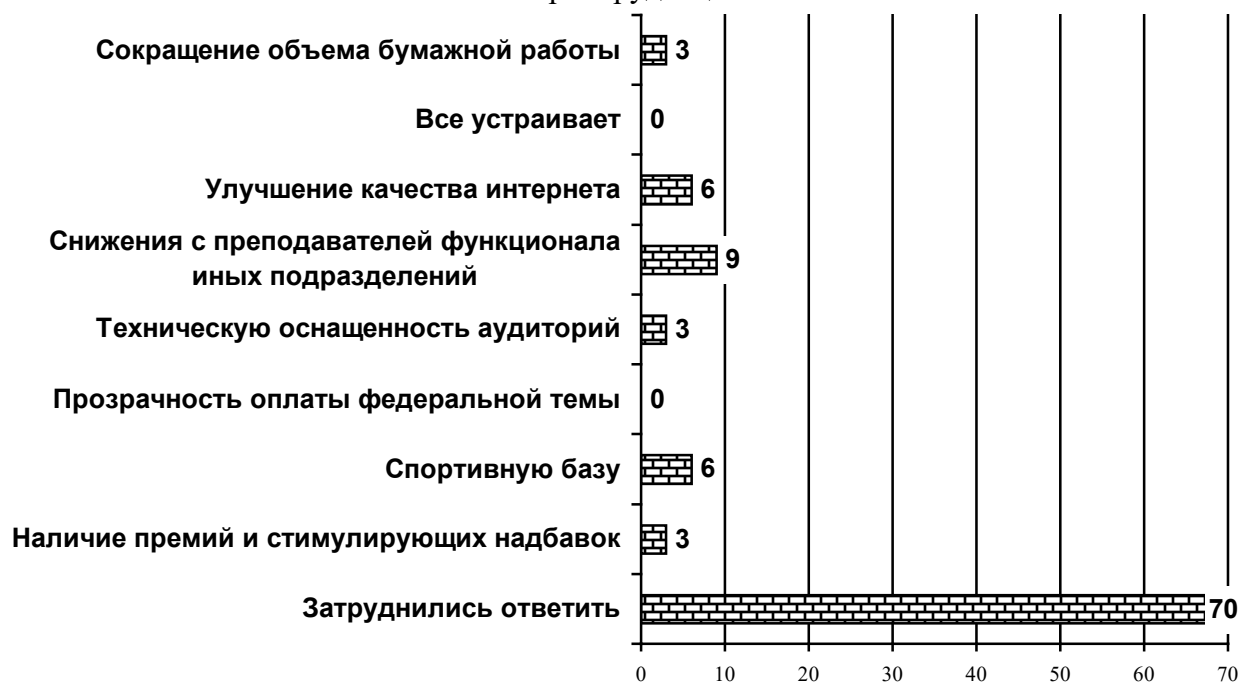 Сокращение объема бумажной работы 3
Все устраивает 0
Улучшение качества интернета 6
Снижения с преподавателей функционала
иных подразделений 9
Техническую оснащенность аудиторий 3
Прозрачность оплаты федеральной темы 0
Спортивную базу 6
Наличие премий и стимулирующих надбавок 3
Затруднились ответить 70
0 10 20 30 40 50 60 70